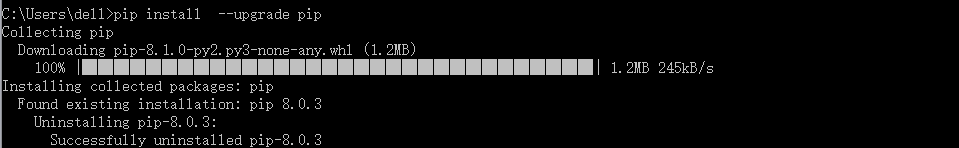 C:\Users\dell>pip install  --upgrade pip
Collecting pip
  Downloading pip-8.1.0-py2.py3-none-any.whl (1.2MB)
    100% |████████████████████████████████| 1.2MB 245kB/s
Installing collected packages: pip
  Found existing installation: pip 8.0.3
    Uninstalling pip-8.0.3:
      Successfully uninstalled pip-8.0.3